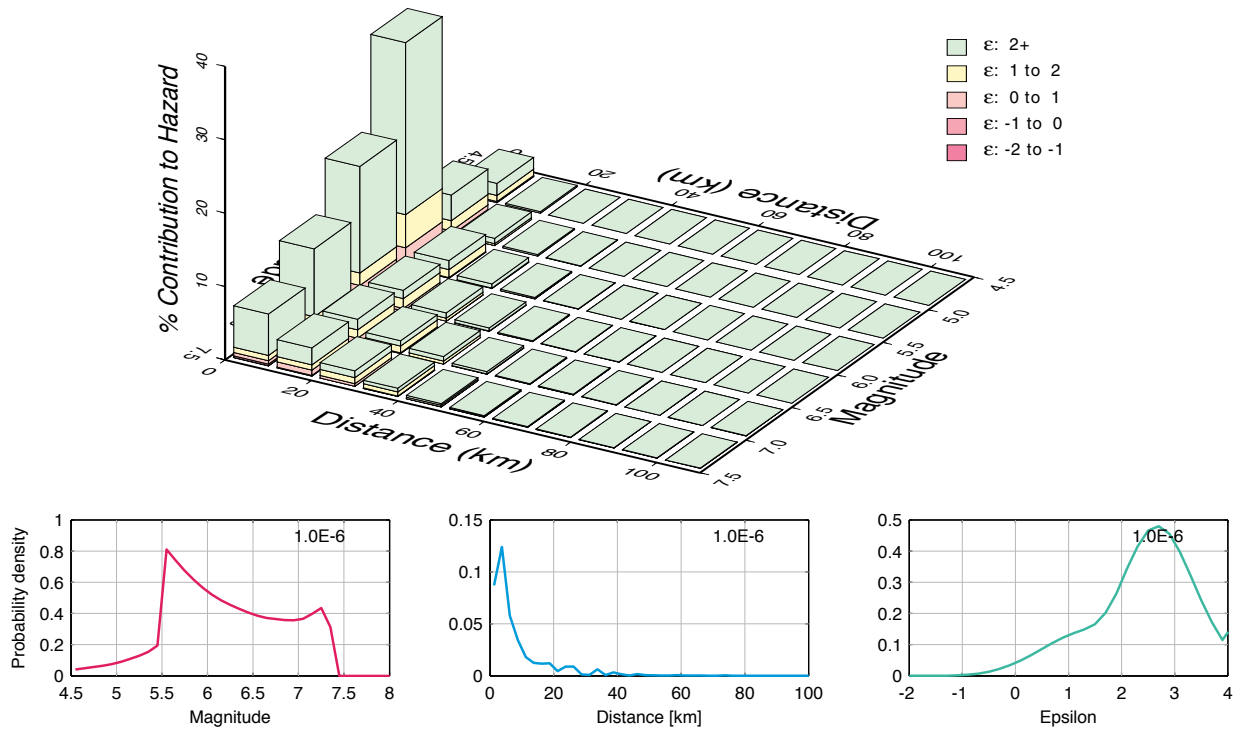 % Contribution to Hazard
40
30
20
10
0
20
40
60
80
100
Distance (km)
4.5
5.0
5.5
6.0
6.5
7.0
7.5
Magnitude
0
20
40
60
80
100
Distance (km)
7.5
4.5
ε: 2+
ε: 1 to 2
ε: 0 to 1
ε: -1 to 0
ε: -2 to -1
Probability density
1
0.8
0.6
0.4
0.2
0
1.0E-6
4.5 5 5.5 6 6.5 7 7.5 8
Magnitude
0.15
0.1
0.05
0
1.0E-6
0 20 40 60 80 100
Distance [km]
0.5
0.4
0.3
0.2
0.1
0
1.0E-6
-2 -1 0 1 2 3 4
Epsilon